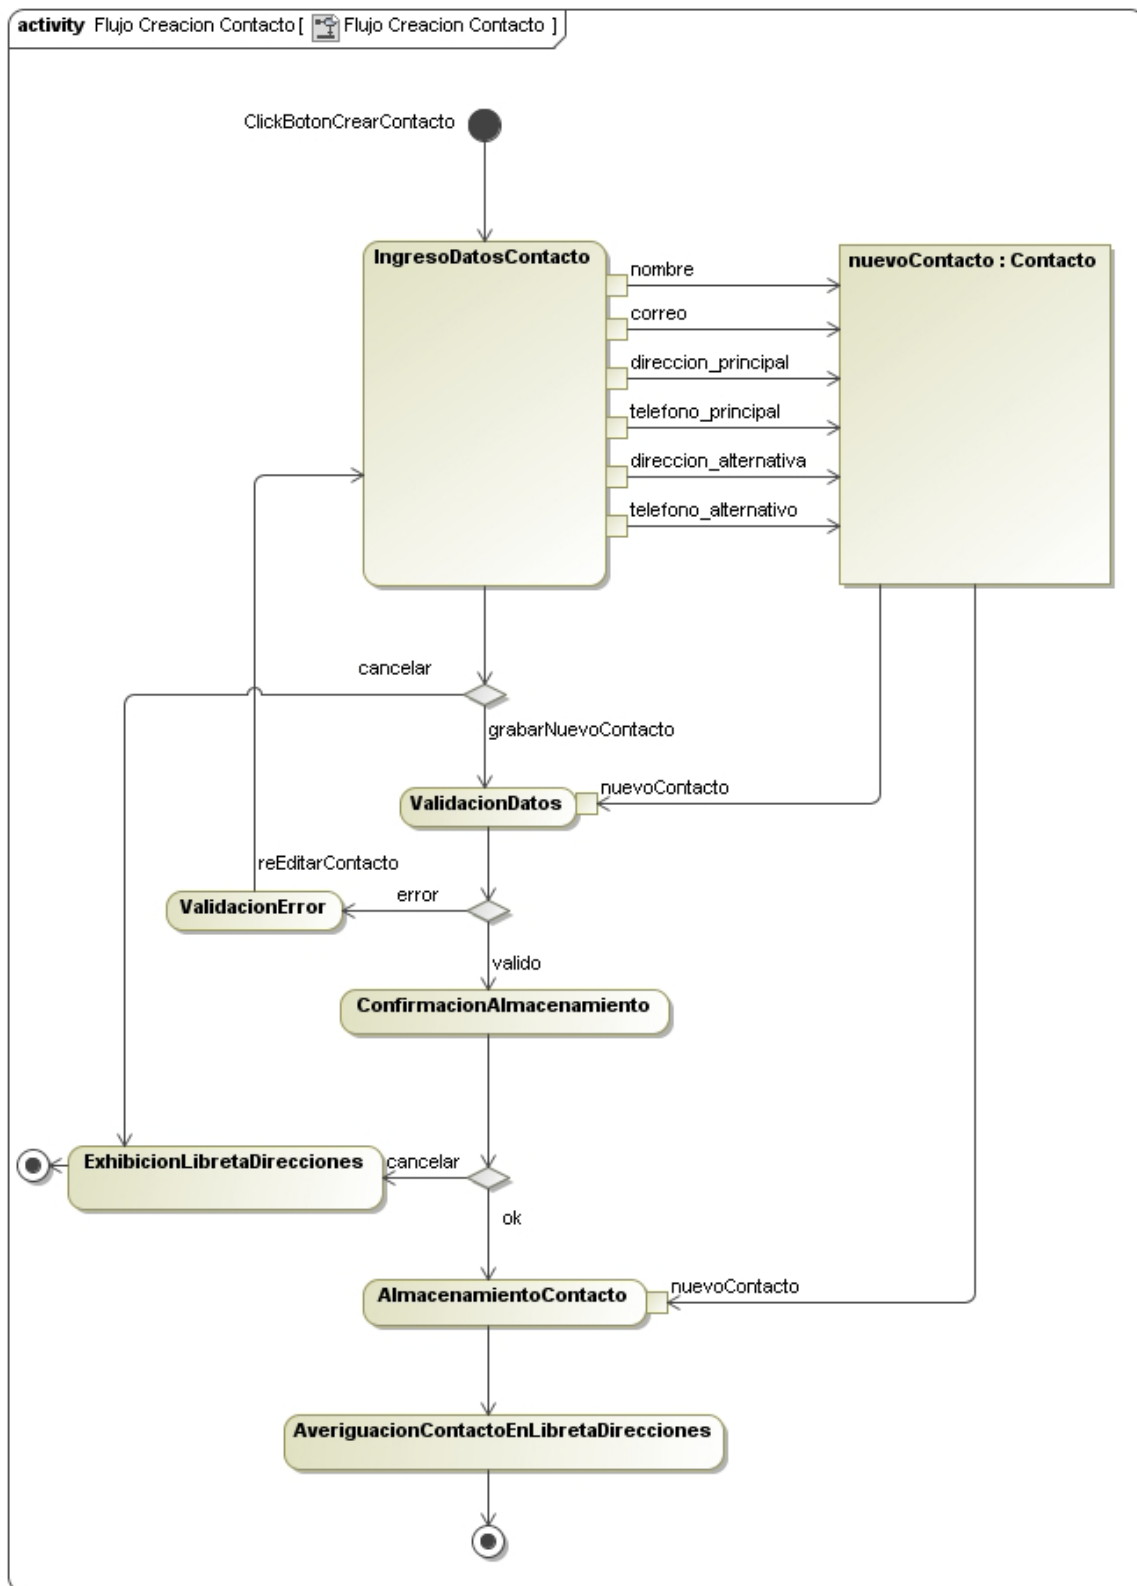 activity Flujo Creacion Contacto [ Flujo Creacion Contacto ]
ClickBotonCrearContacto
IngresoDatosContacto
nuevoContacto : Contacto
nombre
correo
direccion_principal
telefono_principal
direccion_alternativa
telefono_alternativo
cancelar
grabarNuevoContacto
ValidacionDatos
nuevoContacto
reEditarContacto
ValidacionError
error
valido
ConfirmacionAlmacenamiento
ExhibicionLibretaDirecciones
cancelar
ok
AlmacenamientoContacto
nuevoContacto
AveriguacionContactoEnLibretaDirecciones